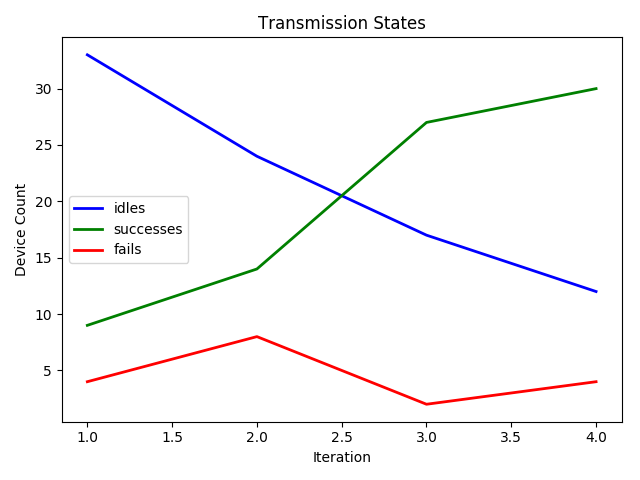 Transmission States
30
25
20
15
10
5
Device Count
idles
successes
fails
1.0 1.5 2.0 2.5 3.0 3.5 4.0
Iteration